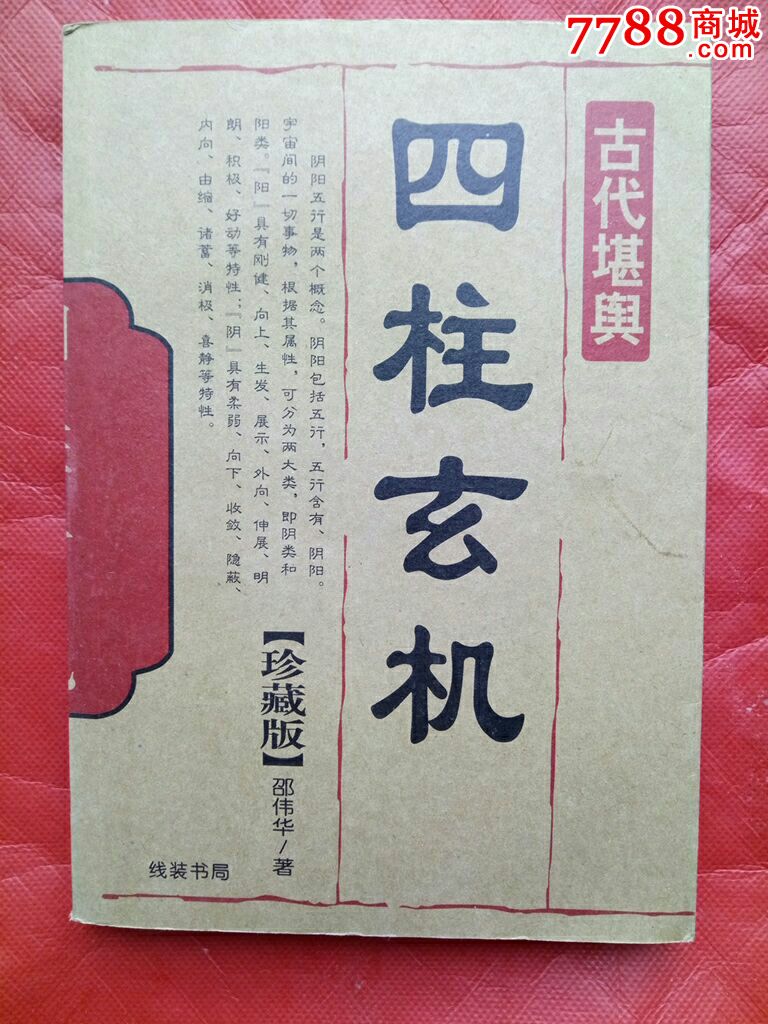 7788商城
.com
古代堪舆
四柱玄机
阴阳五行是两个概念。阴阳包括五行，五行含有、阴阳。
宇宙间的一切事物，根据其属性，可分为两大类，即阴类和
阳类。『阳』具有刚健、向上、生发、展示、外向、伸展、明
朗、积极、好动等特性；『阴』具有柔弱、向下、收敛、隐蔽、
内向、由缩、诸蓄、消极、喜静等特性。
【珍藏版】
邵伟华/著
线装书局